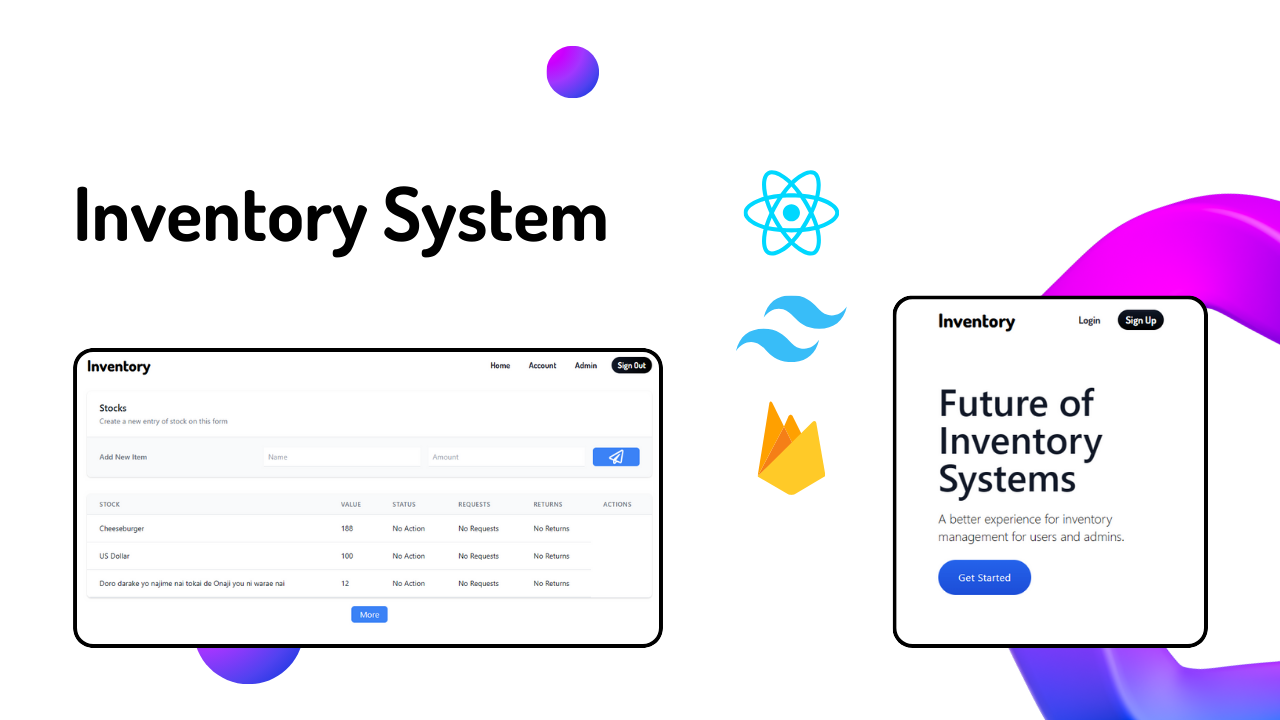 Inventory System
Inventory
Home Account Admin Sign Out
Stocks
Create a new entry of stock on this form
Add New Item Name Amount
STOCK VALUE STATUS REQUESTS RETURNS ACTIONS
Cheeseburger 188 No Action No Requests No Returns
US Dollar 100 No Action No Requests No Returns
Doro darake yo najime nai tokai de Onaji you ni warae nai 12 No Action No Requests No Returns
More
Inventory Login Sign Up
Future of
Inventory
Systems
A better experience for inventory
management for users and admins.
Get Started